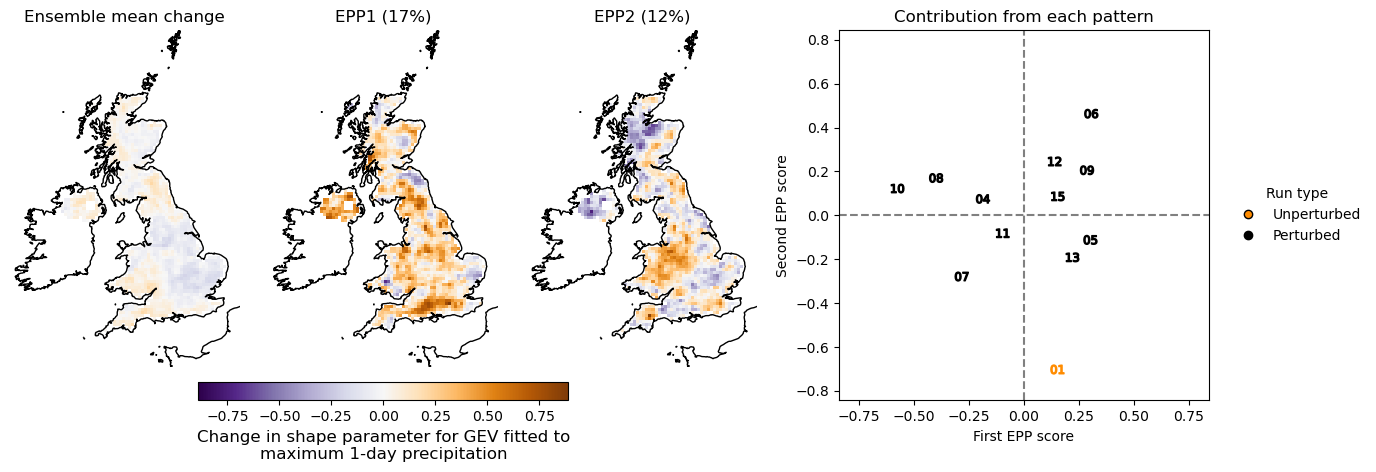 Ensemble mean change
EPP1 (17%)
EPP2 (12%)
−0.75 −0.50 −0.25 0.00 0.25 0.50 0.75
Change in shape parameter for GEV fitted to
maximum 1-day precipitation
Contribution from each pattern
Second EPP score
0.8
0.6
0.4
0.2
0.0
−0.2
−0.4
−0.6
−0.8
06
12
09
08
10
04
15
11
05
13
07
01
−0.75 −0.50 −0.25 0.00 0.25 0.50 0.75
First EPP score
Run type
Unperturbed
Perturbed